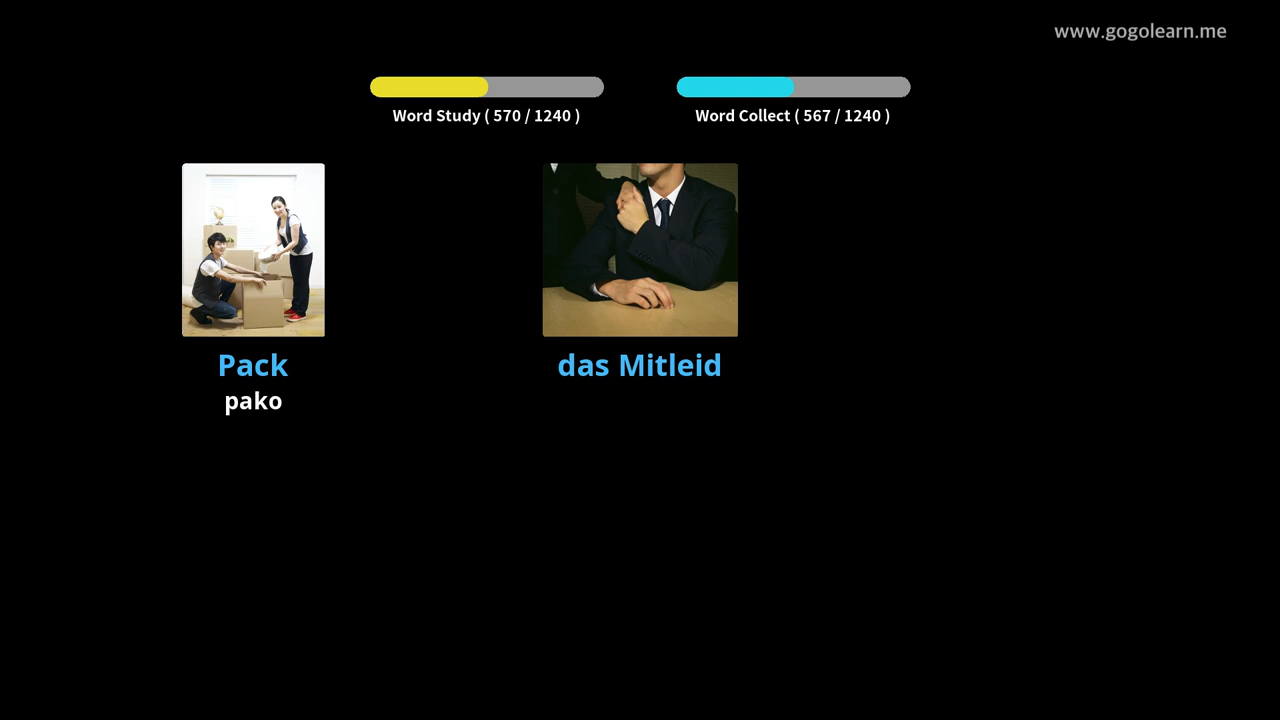 www.gogolearn.me
Word Study ( 570 / 1240 )
Word Collect ( 567 / 1240 )
Pack
das Mitleid
pako